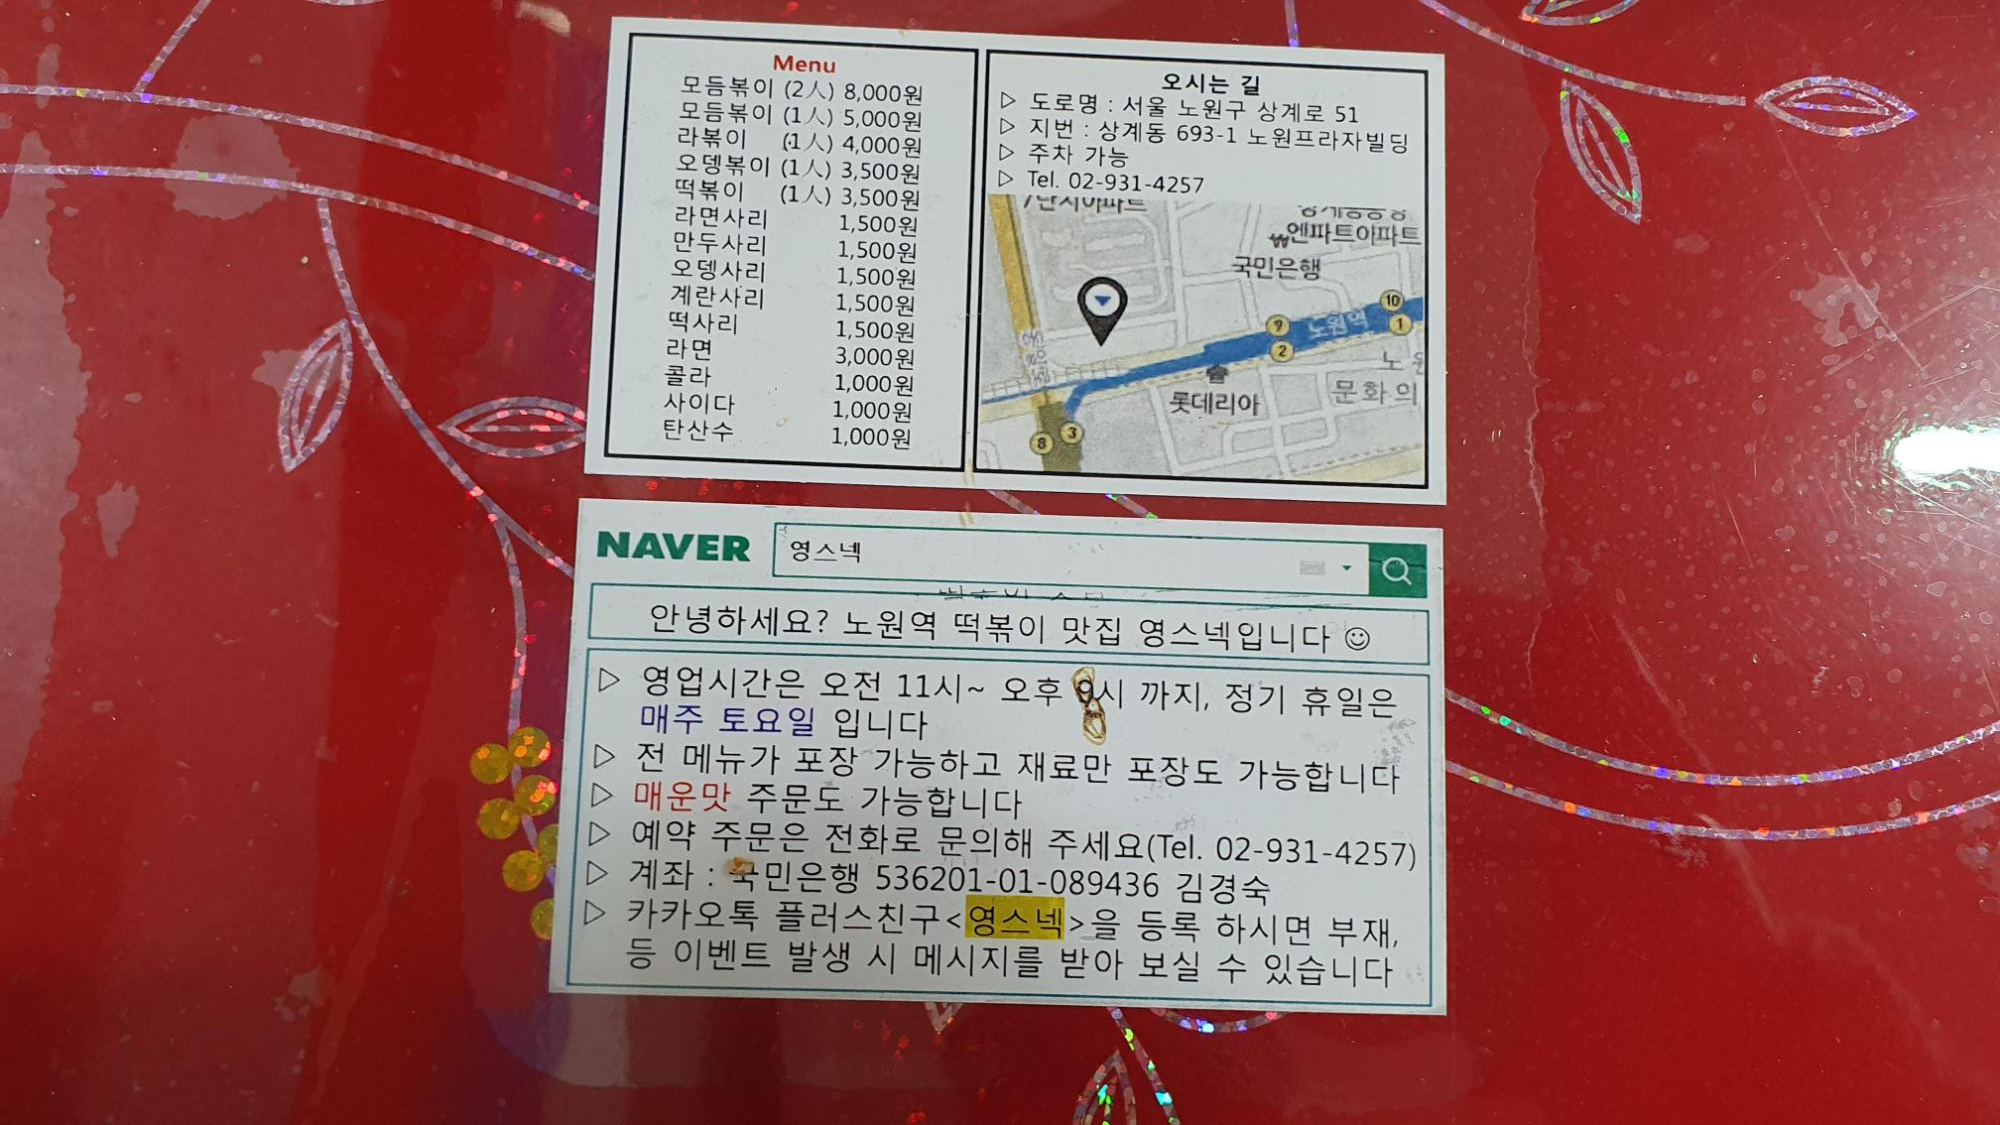 Menu
모듬볶이 (2人) 8,000원
모듬볶이 (1人) 5,000원
라볶이 (1人) 4,000원
오뎅볶이 (1人) 3,500원
떡볶이 (1人) 3,500원
라면사리 1,500원
만두사리 1,500원
오뎅사리 1,500원
계란사리 1,500원
떡사리 1,500원
라면 3,000원
콜라 1,000원
사이다 1,000원
탄산수 1,000원
오시는 길
▷ 도로명 : 서울 노원구 상계로 51
▷ 지번 : 상계동 693-1 노원프라자빌딩
▷ 주차 가능
▷ Tel. 02-931-4257
7단지아파트
엔파트아파트
국민은행
10
9 노원역 1
2
동일로
노원
문화의
롯데리아
8 3
NAVER 영스넥
안녕하세요? 노원역 떡볶이 맛집 영스넥입니다 ☺
▷ 영업시간은 오전 11시~ 오후 시 까지, 정기 휴일은
매주 토요일 입니다
▷ 전 메뉴가 포장 가능하고 재료만 포장도 가능합니다
▷ 매운맛 주문도 가능합니다
▷ 예약 주문은 전화로 문의해 주세요(Tel. 02-931-4257)
▷ 계좌 : 국민은행 536201-01-089436 김경숙
▷ 카카오톡 플러스친구<영스넥>을 등록 하시면 부재,
등 이벤트 발생 시 메시지를 받아 보실 수 있습니다